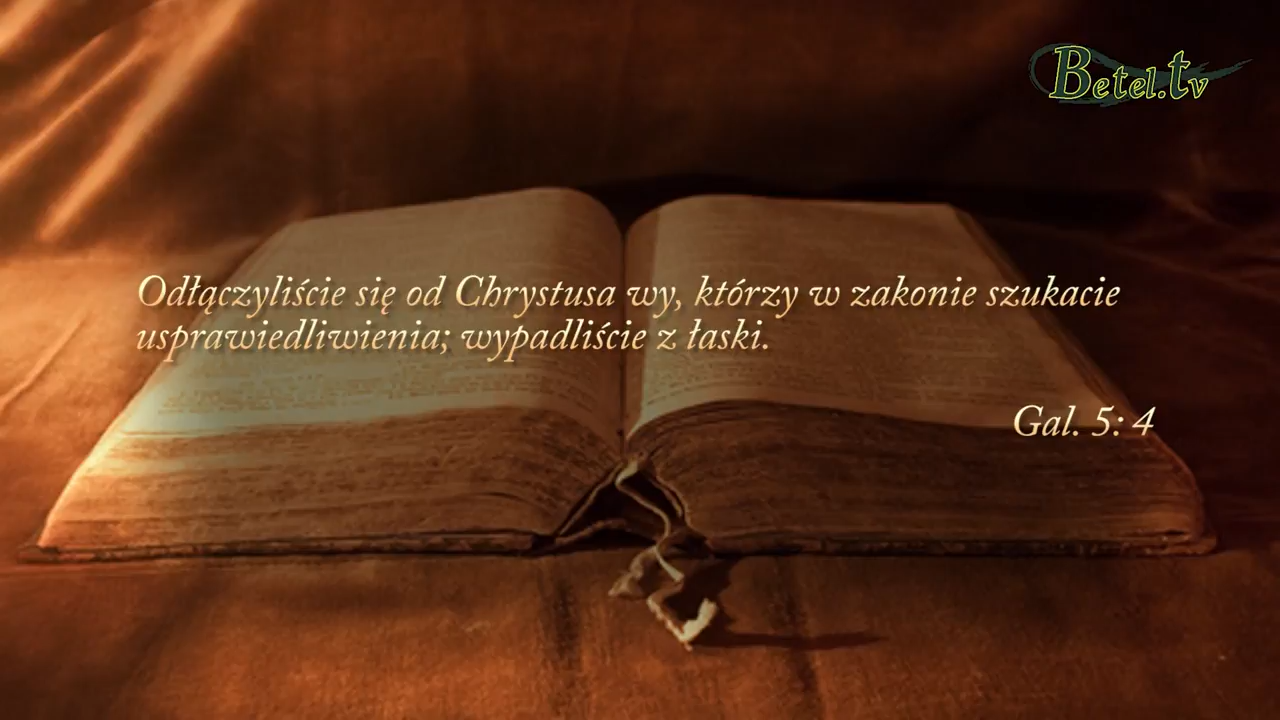 Betel.tv
Odłączyliście się od Chrystusa wy, którzy w zakonie szukacie
usprawiedliwienia; wypadliście z łaski.
Gal. 5: 4